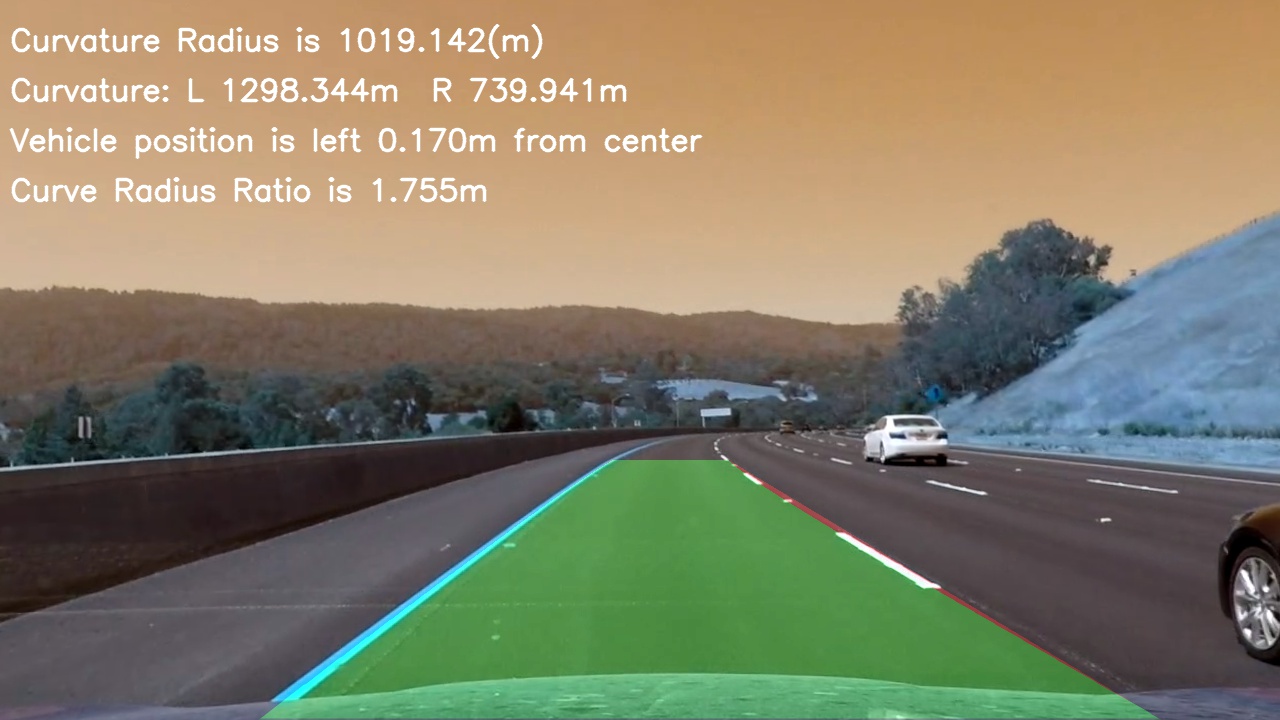 Curvature Radius is 1019.142(m)
Curvature: L 1298.344m R 739.941m
Vehicle position is left 0.170m from center
Curve Radius Ratio is 1.755m